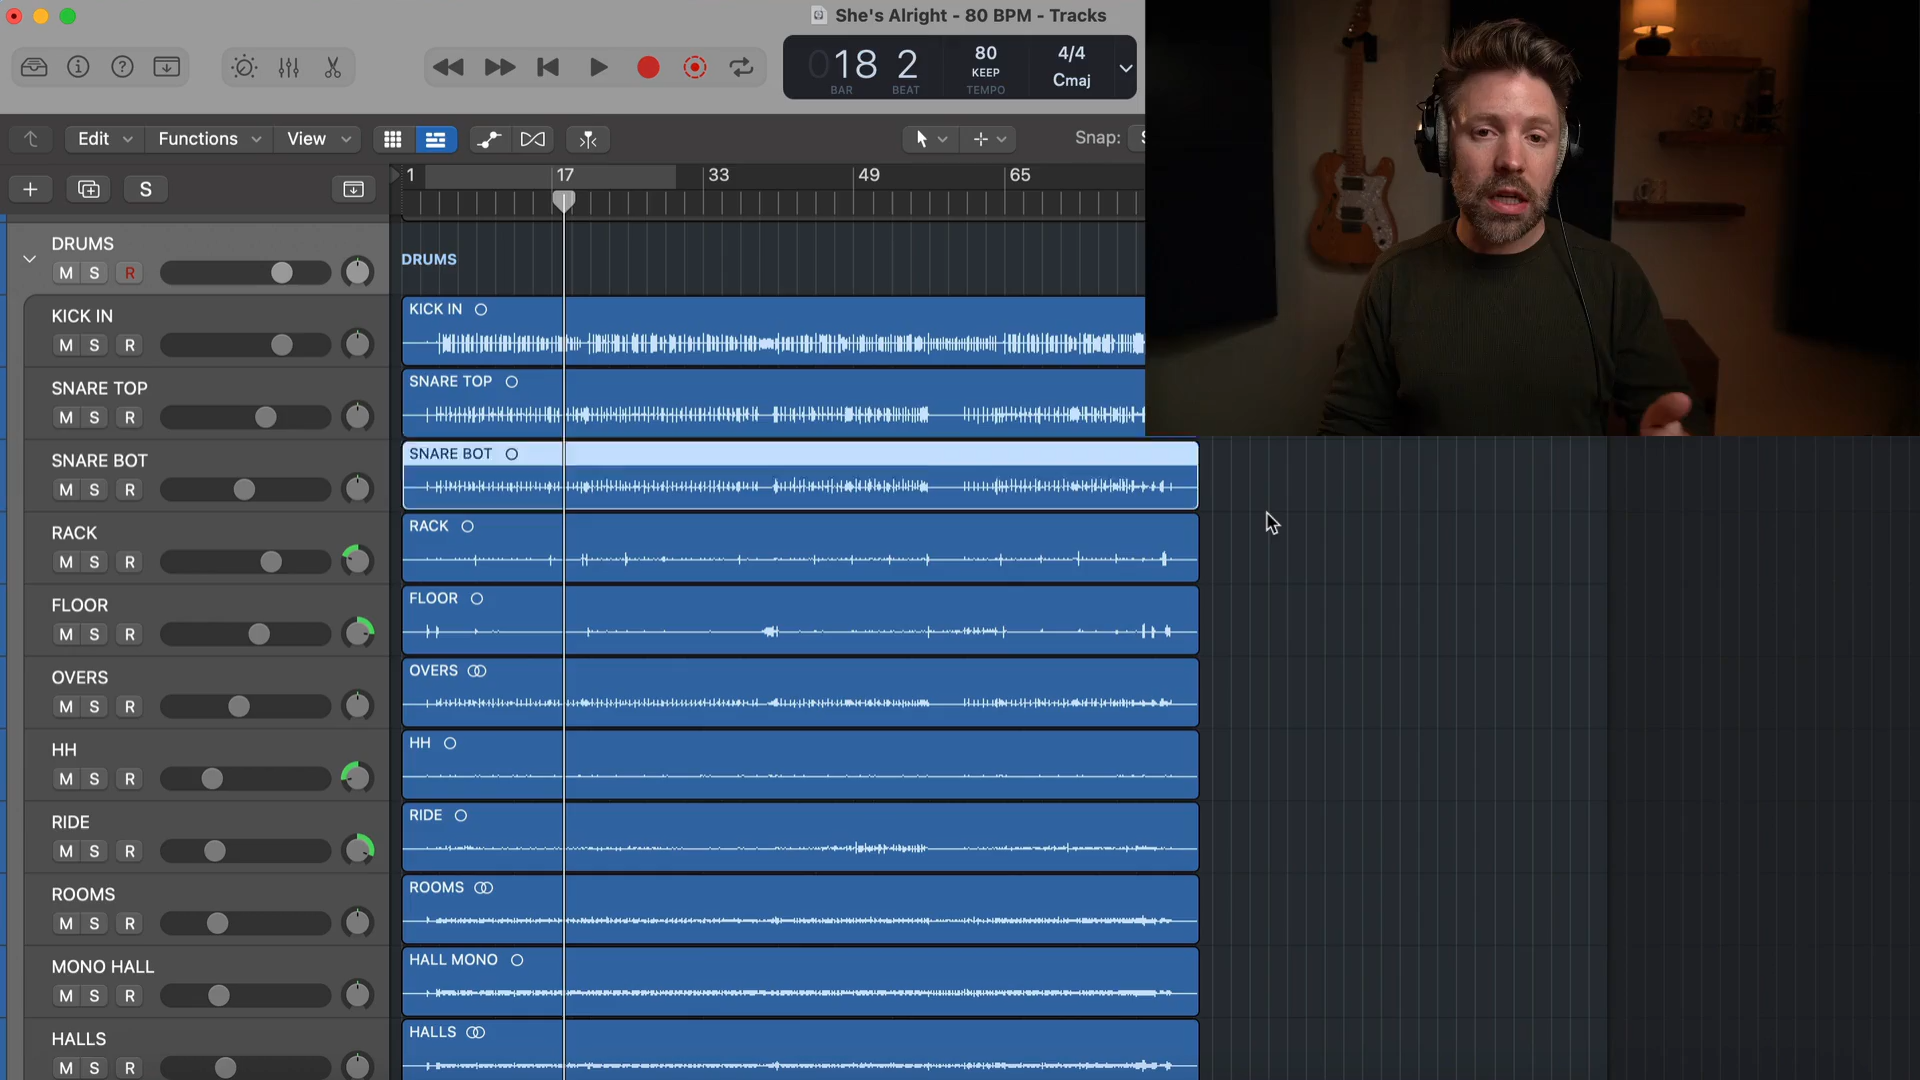 She's Alright - 80 BPM - Tracks
018 2
BAR BEAT
80
KEEP
TEMPO
4/4
Cmaj
Edit Functions View
Snap:
S
1 17 33 49 65
DRUMS
M S R
DRUMS
KICK IN
M S R
KICK IN
SNARE TOP
M S R
SNARE TOP
SNARE BOT
M S R
SNARE BOT
RACK
M S R
RACK
FLOOR
M S R
FLOOR
OVERS
M S R
OVERS
HH
M S R
HH
RIDE
M S R
RIDE
ROOMS
M S R
ROOMS
MONO HALL
M S R
HALL MONO
HALLS
M S R
HALLS